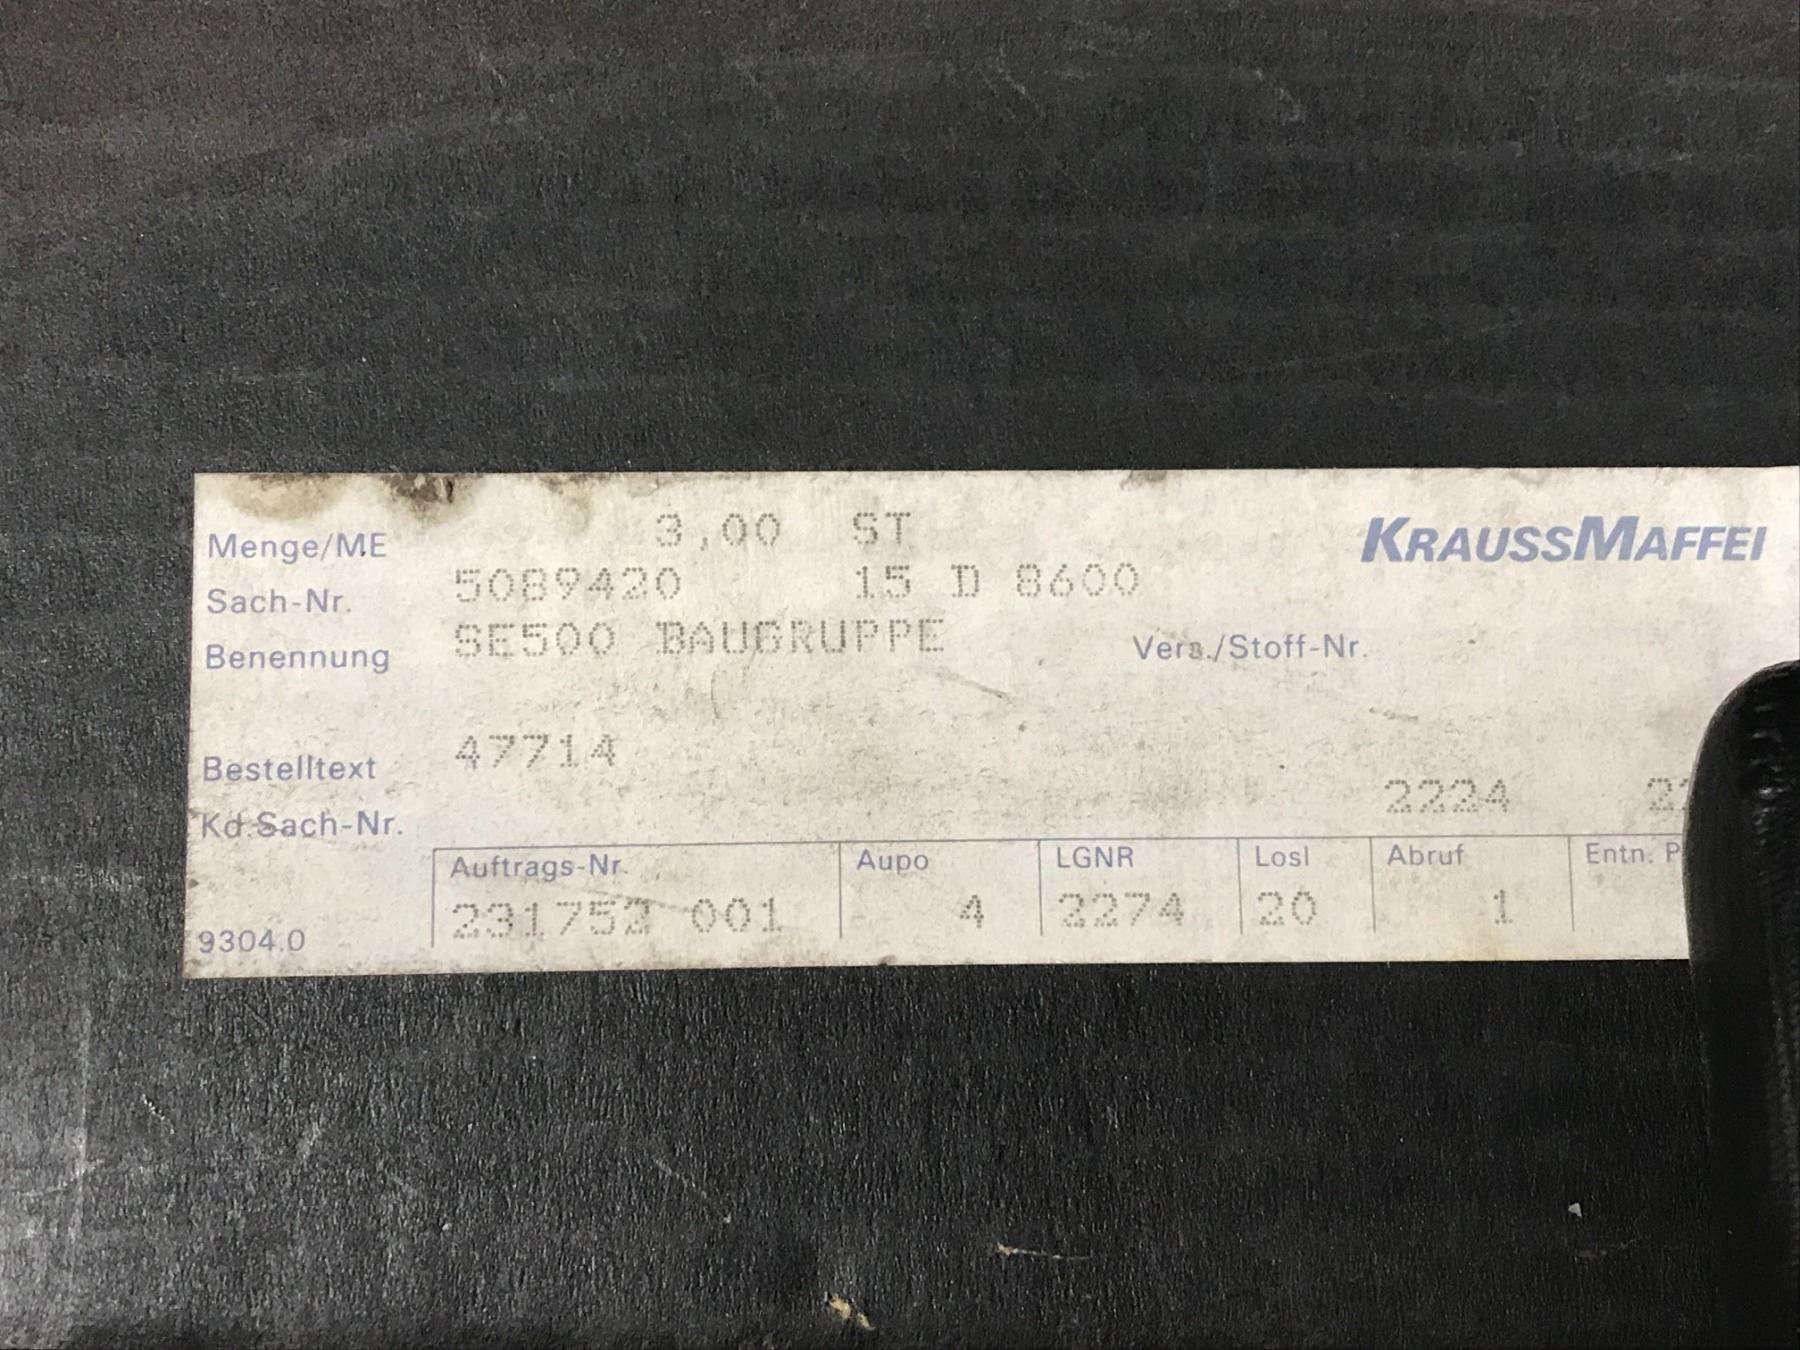 Menge/ME 3,00 ST KRAUSSMAFFEI
Sach-Nr. 5089420 15 D 8600
Benennung SE500 BAUGRUPPE Vers./Stoff-Nr.
Bestelltext 47714
2224
Kd.Sach-Nr.
Auftrags-Nr. Aupo LGNR Losl Abruf Entn.
231752 001 4 2274 20 1
9304.0